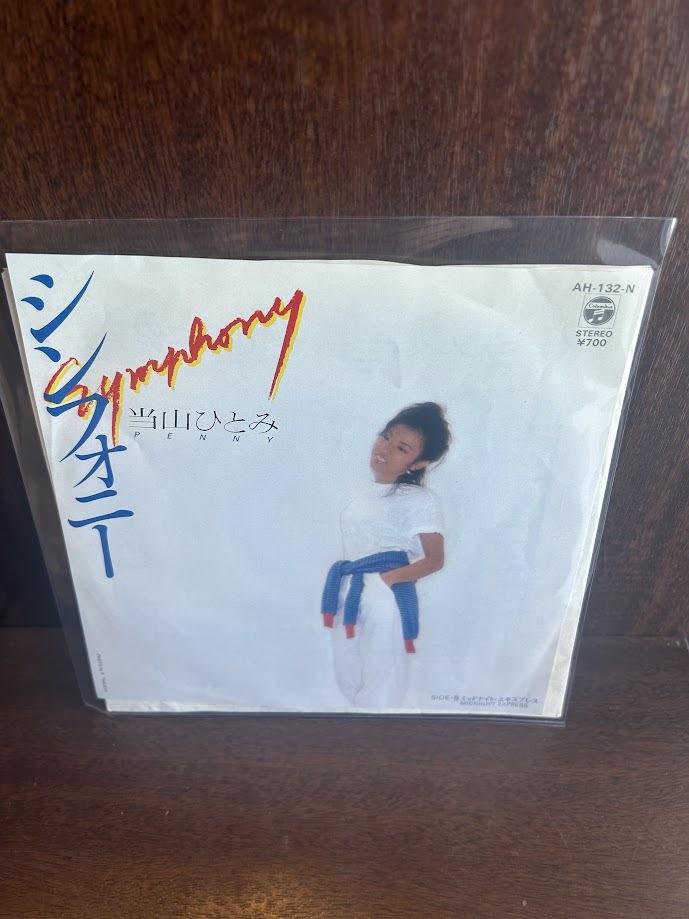 シンフォニー
Symphony
当山ひとみ
PENNY
AH-132-N
Columbia
STEREO
¥700
SIDE-B ミッドナイト・エキスプレス
MIDNIGHT EXPRESS